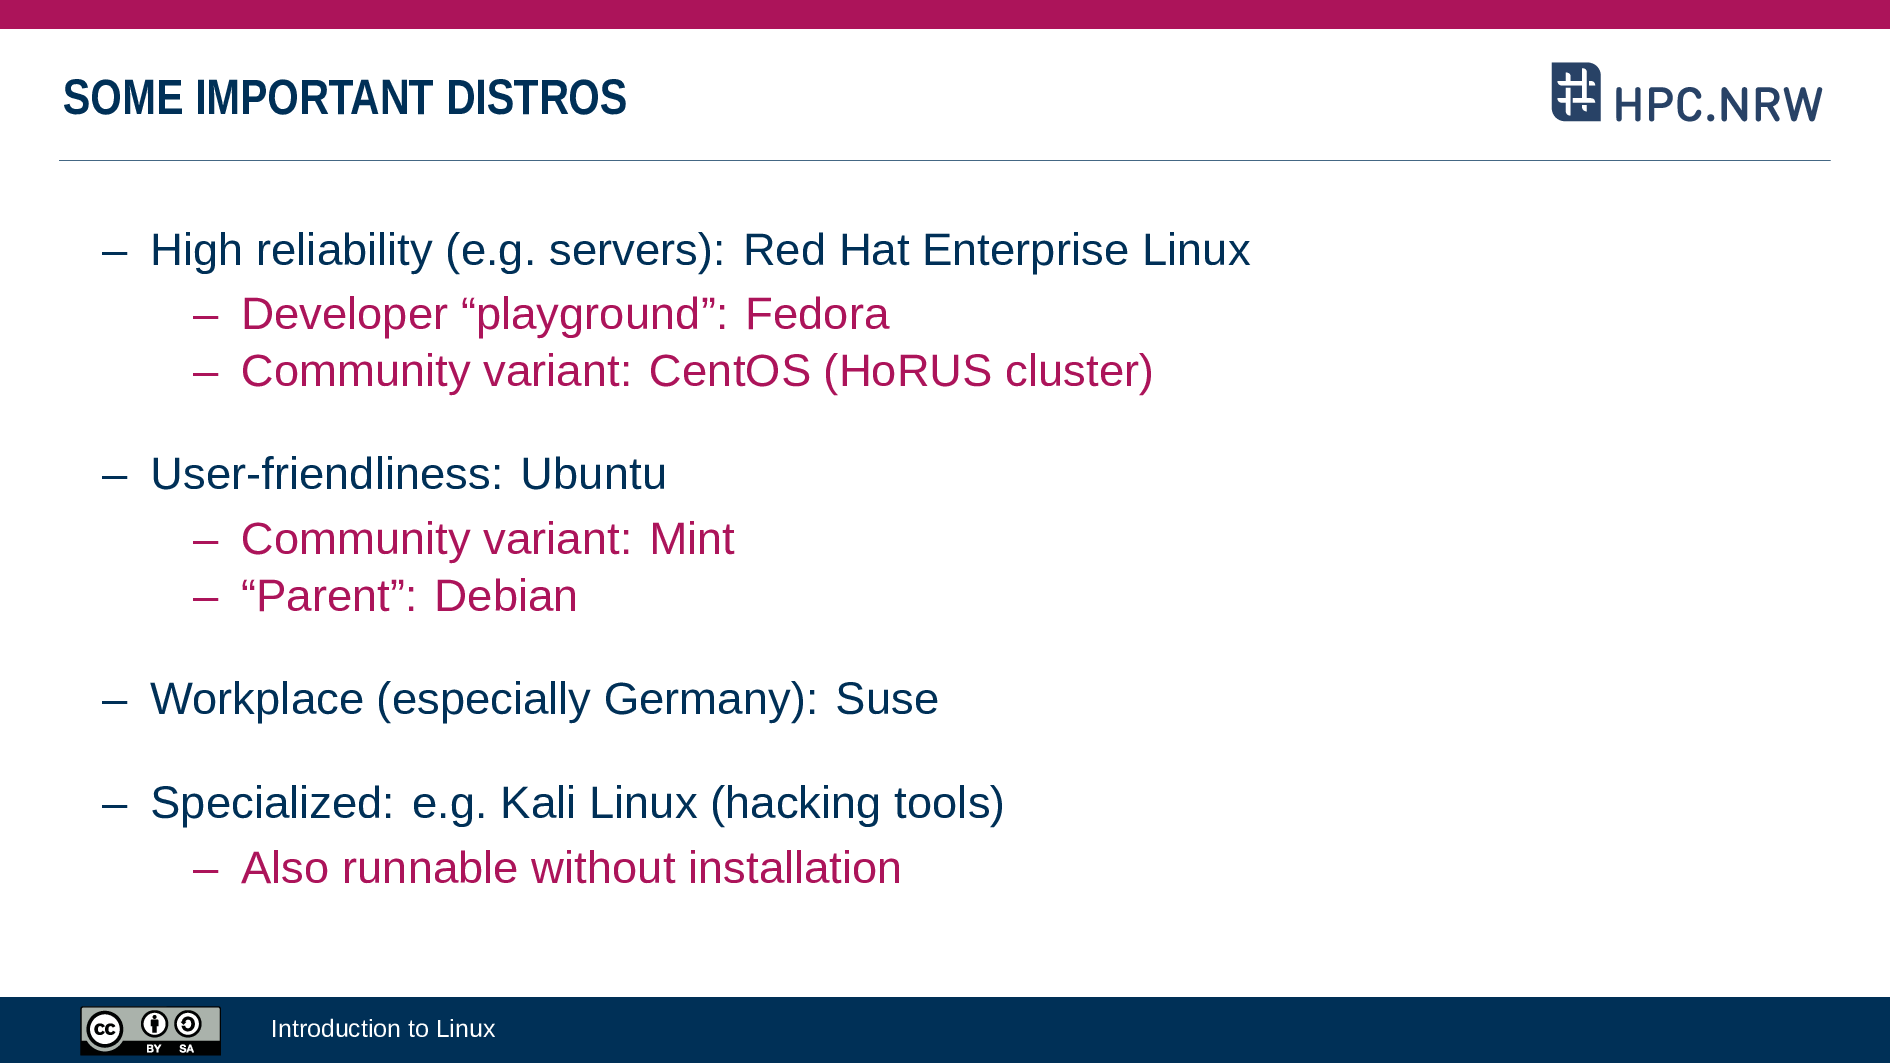 SOME IMPORTANT DISTROS
HPC.NRW
– High reliability (e.g. servers): Red Hat Enterprise Linux
– Developer “playground”: Fedora
– Community variant: CentOS (HoRUS cluster)
– User-friendliness: Ubuntu
– Community variant: Mint
– “Parent”: Debian
– Workplace (especially Germany): Suse
– Specialized: e.g. Kali Linux (hacking tools)
– Also runnable without installation
cc
BY SA
Introduction to Linux